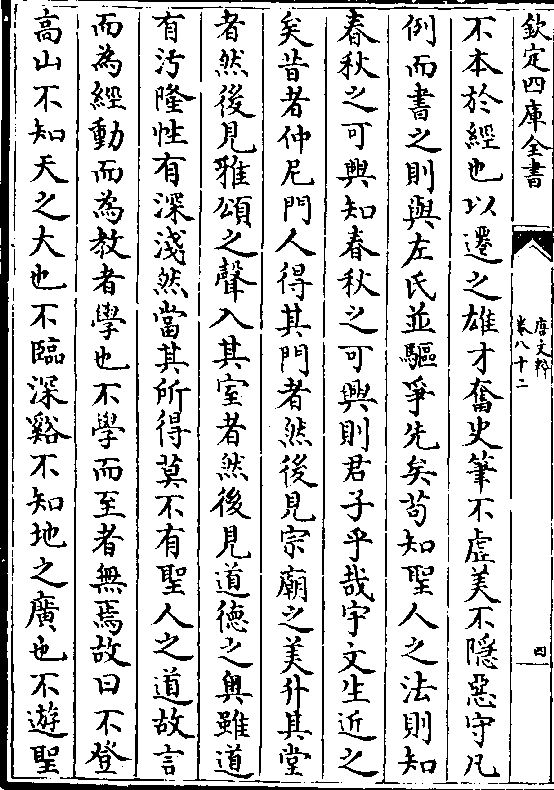 欽定四庫全書
唐文粹
卷八十二
四
不本於經也以遷之雄才奮史筆不虛美不隱惡守凡
例而書之則與左氏並驅爭先矣苟知聖人之法則知
春秋之可興知春秋之可興則君子乎哉宇文生近之
矣昔者仲尼門人得其門者然後見宗廟之美升其堂
者然後見雅頌之聲入其室者然後見道德之奧雖道
有汚隆性有深淺然當其所得莫不有聖人之道故言
而為經動而為教者學也不學而至者無焉故曰不登
高山不知天之大也不臨深谿不知地之廣也不遊聖